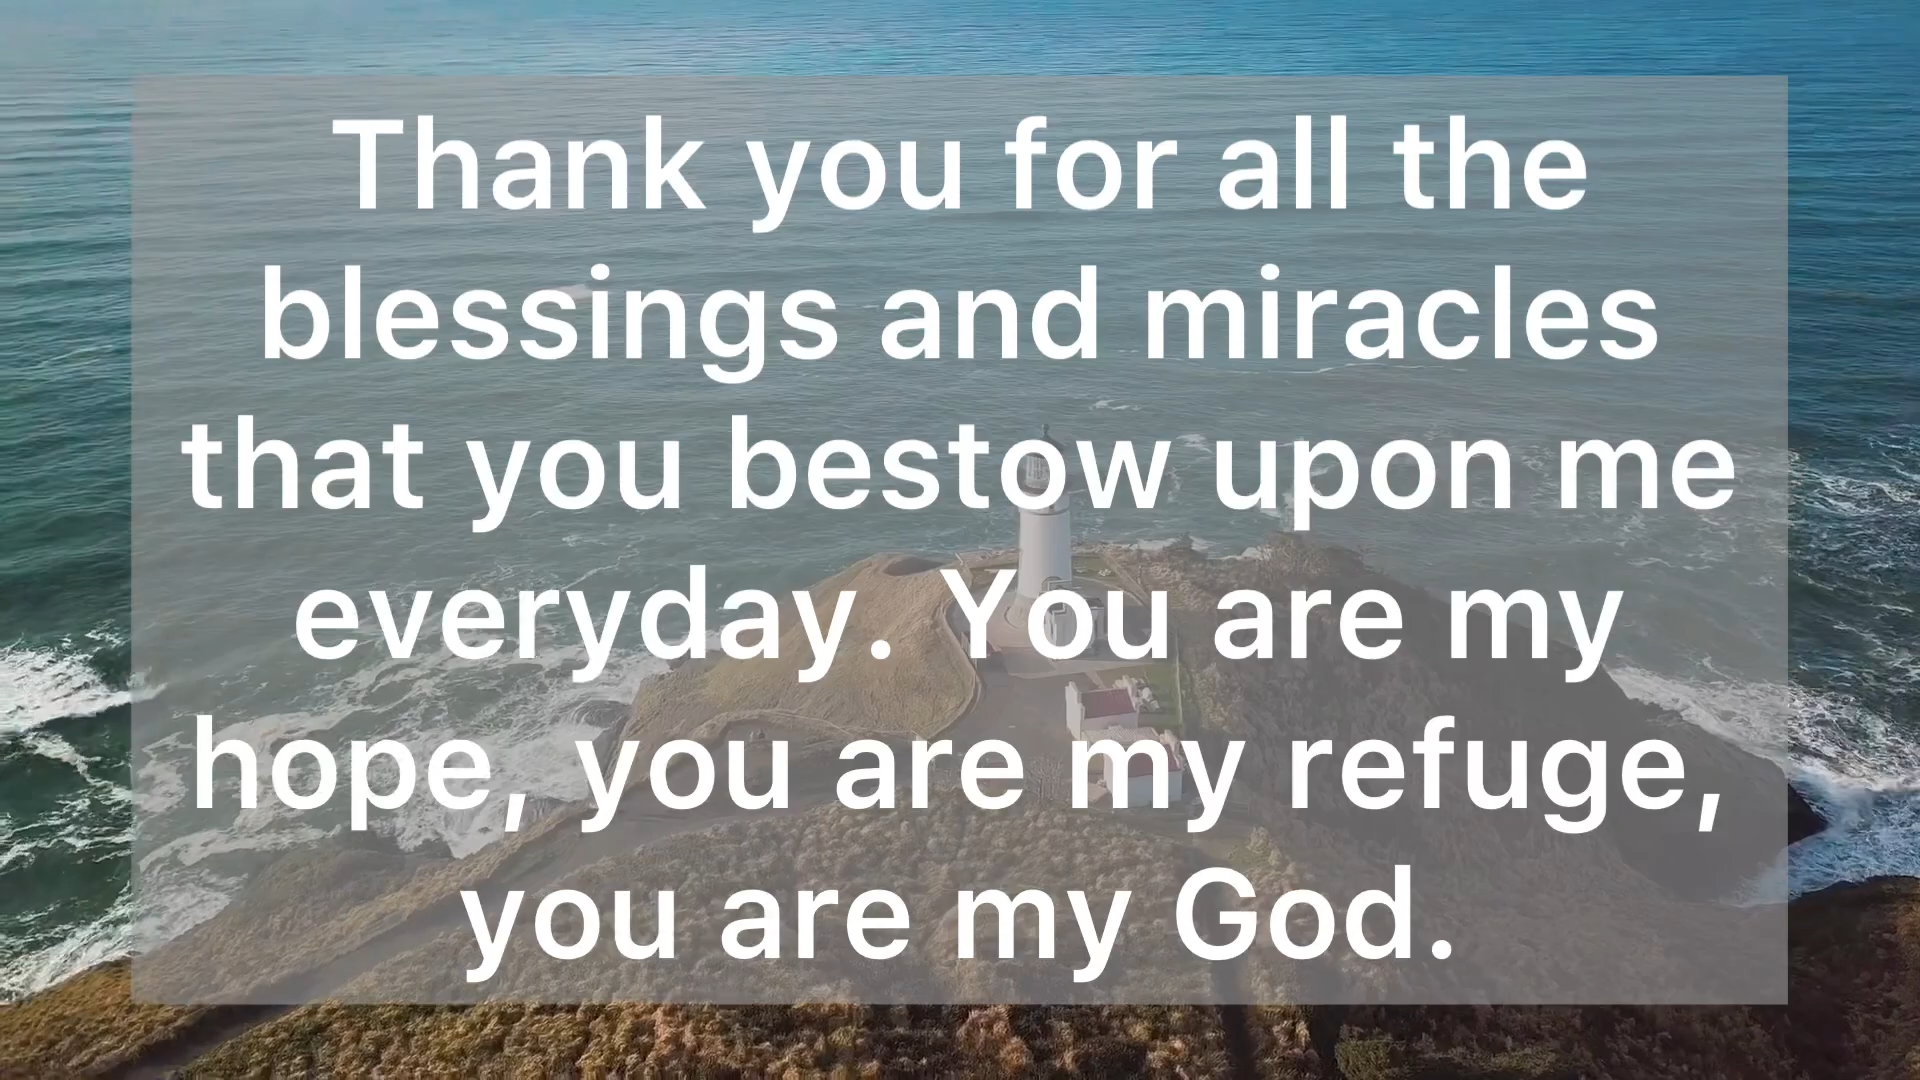 Thank you for all the
blessings and miracles
that you bestow upon me
everyday. You are my
hope, you are my refuge,
you are my God.